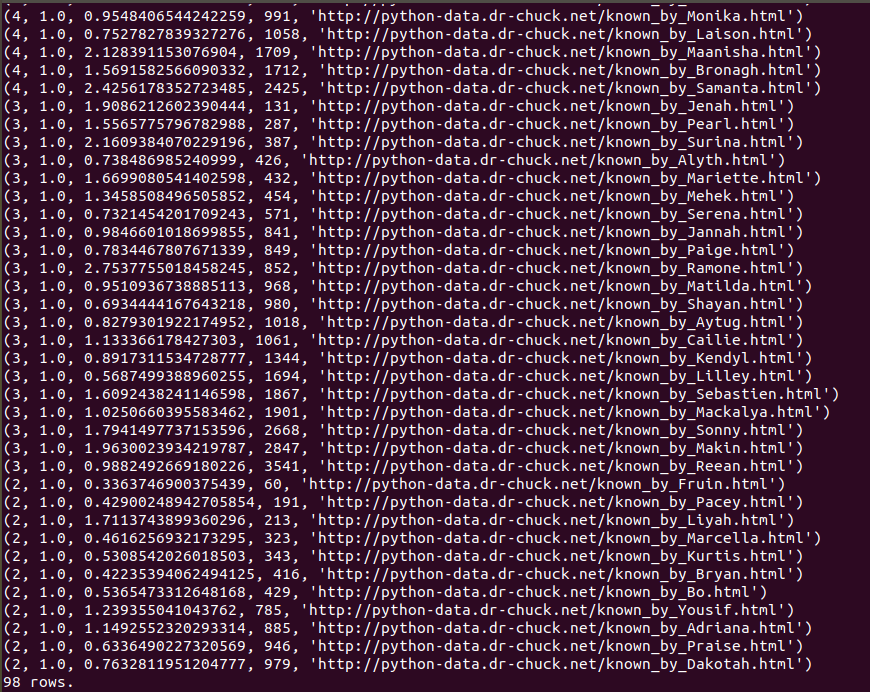 (4, 1.0, 0.9548406544242259, 991, 'http://python-data.dr-chuck.net/known_by_Monika.html')
(4, 1.0, 0.7527827839327276, 1058, 'http://python-data.dr-chuck.net/known_by_Laison.html')
(4, 1.0, 2.128391153076904, 1709, 'http://python-data.dr-chuck.net/known_by_Maanisha.html')
(4, 1.0, 1.5691582566090332, 1712, 'http://python-data.dr-chuck.net/known_by_Bronagh.html')
(4, 1.0, 2.4256178352723485, 2425, 'http://python-data.dr-chuck.net/known_by_Samanta.html')
(3, 1.0, 1.9086212602390444, 131, 'http://python-data.dr-chuck.net/known_by_Jenah.html')
(3, 1.0, 1.5565775796782988, 287, 'http://python-data.dr-chuck.net/known_by_Pearl.html')
(3, 1.0, 2.1609384070229196, 387, 'http://python-data.dr-chuck.net/known_by_Surina.html')
(3, 1.0, 0.738486985240999, 426, 'http://python-data.dr-chuck.net/known_by_Alyth.html')
(3, 1.0, 1.6699080541402598, 432, 'http://python-data.dr-chuck.net/known_by_Mariette.html')
(3, 1.0, 1.3458508496505852, 454, 'http://python-data.dr-chuck.net/known_by_Mehek.html')
(3, 1.0, 0.7321454201709243, 571, 'http://python-data.dr-chuck.net/known_by_Serena.html')
(3, 1.0, 0.9846601018699855, 841, 'http://python-data.dr-chuck.net/known_by_Jannah.html')
(3, 1.0, 0.7834467807671339, 849, 'http://python-data.dr-chuck.net/known_by_Paige.html')
(3, 1.0, 2.7537755018458245, 852, 'http://python-data.dr-chuck.net/known_by_Ramone.html')
(3, 1.0, 0.9510936738885113, 968, 'http://python-data.dr-chuck.net/known_by_Matilda.html')
(3, 1.0, 0.6934444167643218, 980, 'http://python-data.dr-chuck.net/known_by_Shayan.html')
(3, 1.0, 0.8279301922174952, 1018, 'http://python-data.dr-chuck.net/known_by_Aytug.html')
(3, 1.0, 1.133366178427303, 1061, 'http://python-data.dr-chuck.net/known_by_Cailie.html')
(3, 1.0, 0.8917311534728777, 1344, 'http://python-data.dr-chuck.net/known_by_Kendyl.html')
(3, 1.0, 0.5687499388960255, 1694, 'http://python-data.dr-chuck.net/known_by_Lilley.html')
(3, 1.0, 1.6092438241146598, 1867, 'http://python-data.dr-chuck.net/known_by_Sebastien.html')
(3, 1.0, 1.0250660395583462, 1901, 'http://python-data.dr-chuck.net/known_by_Mackalya.html')
(3, 1.0, 1.7941497737153596, 2668, 'http://python-data.dr-chuck.net/known_by_Sonny.html')
(3, 1.0, 1.9630023934219787, 2847, 'http://python-data.dr-chuck.net/known_by_Makin.html')
(3, 1.0, 0.9882492669180226, 3541, 'http://python-data.dr-chuck.net/known_by_Reean.html')
(2, 1.0, 0.3363746900375439, 60, 'http://python-data.dr-chuck.net/known_by_Fruin.html')
(2, 1.0, 0.42900248942705854, 191, 'http://python-data.dr-chuck.net/known_by_Pacey.html')
(2, 1.0, 1.7113743899360296, 213, 'http://python-data.dr-chuck.net/known_by_Liyah.html')
(2, 1.0, 0.4616256932173295, 323, 'http://python-data.dr-chuck.net/known_by_Marcella.html')
(2, 1.0, 0.5308542026018503, 343, 'http://python-data.dr-chuck.net/known_by_Kurtis.html')
(2, 1.0, 0.42235394062494125, 416, 'http://python-data.dr-chuck.net/known_by_Bryan.html')
(2, 1.0, 0.5365473312648168, 429, 'http://python-data.dr-chuck.net/known_by_Bo.html')
(2, 1.0, 1.239355041043762, 785, 'http://python-data.dr-chuck.net/known_by_Yousif.html')
(2, 1.0, 1.1492552320293314, 885, 'http://python-data.dr-chuck.net/known_by_Adriana.html')
(2, 1.0, 0.6336490227320569, 946, 'http://python-data.dr-chuck.net/known_by_Praise.html')
(2, 1.0, 0.7632811951204777, 979, 'http://python-data.dr-chuck.net/known_by_Dakotah.html')
98 rows.